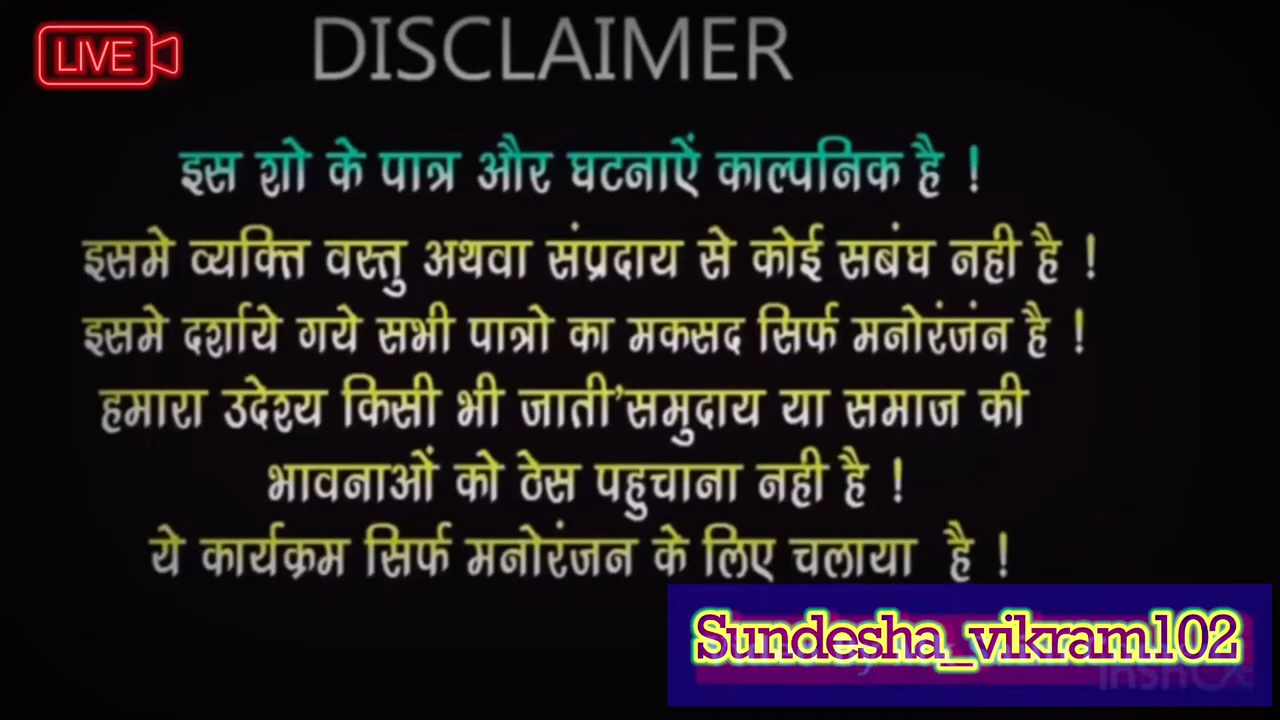 LIVE
DISCLAIMER
इस शो के पात्र और घटनाऐं काल्पनिक है !
इसमे व्यक्ति वस्तु अथवा संप्रदाय से कोई सबंघ नही है !
इसमे दर्शाये गये सभी पात्रो का मकसद सिर्फ मनोरंजंन है !
हमारा उदेश्य किसी भी जाती’समुदाय या समाज की
भावनाओं को ठेस पहुचाना नही है !
ये कार्यक्रम सिर्फ मनोरंजन के लिए चलाया है !
Sundesha_vikram102